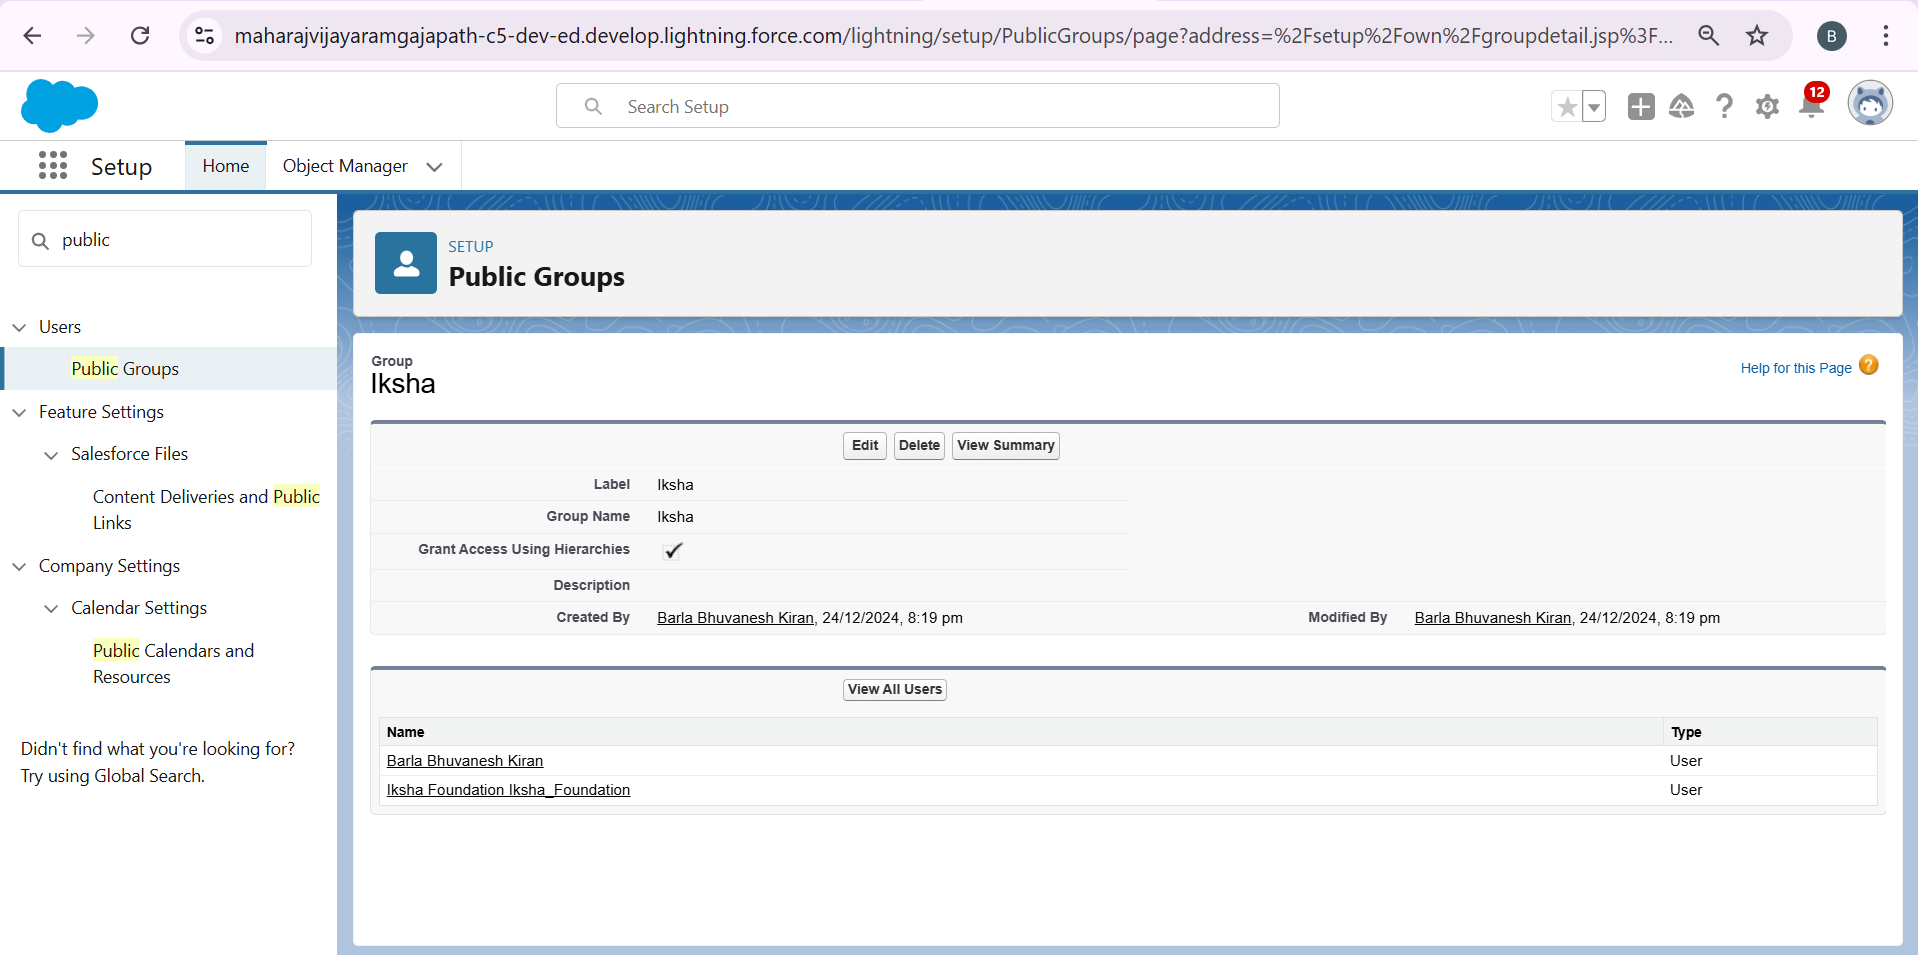 maharajvijayaramgajapath-c5-dev-ed.develop.lightning.force.com/lightning/setup/PublicGroups/page?address=%2Fsetup%2Fown%2Fgroupdetail.jsp%3F...
B
Search Setup
12
Setup
Home
Object Manager
public
Users
Public Groups
Feature Settings
Salesforce Files
Content Deliveries and Public
Links
Company Settings
Calendar Settings
Public Calendars and
Resources
Didn't find what you're looking for?
Try using Global Search.
SETUP
Public Groups
Group
Iksha
Help for this Page ?
Edit Delete View Summary
Label Iksha
Group Name Iksha
Grant Access Using Hierarchies
Description
Created By Barla Bhuvanesh Kiran, 24/12/2024, 8:19 pm Modified By Barla Bhuvanesh Kiran, 24/12/2024, 8:19 pm
View All Users
Name Type
Barla Bhuvanesh Kiran User
Iksha Foundation Iksha_Foundation User